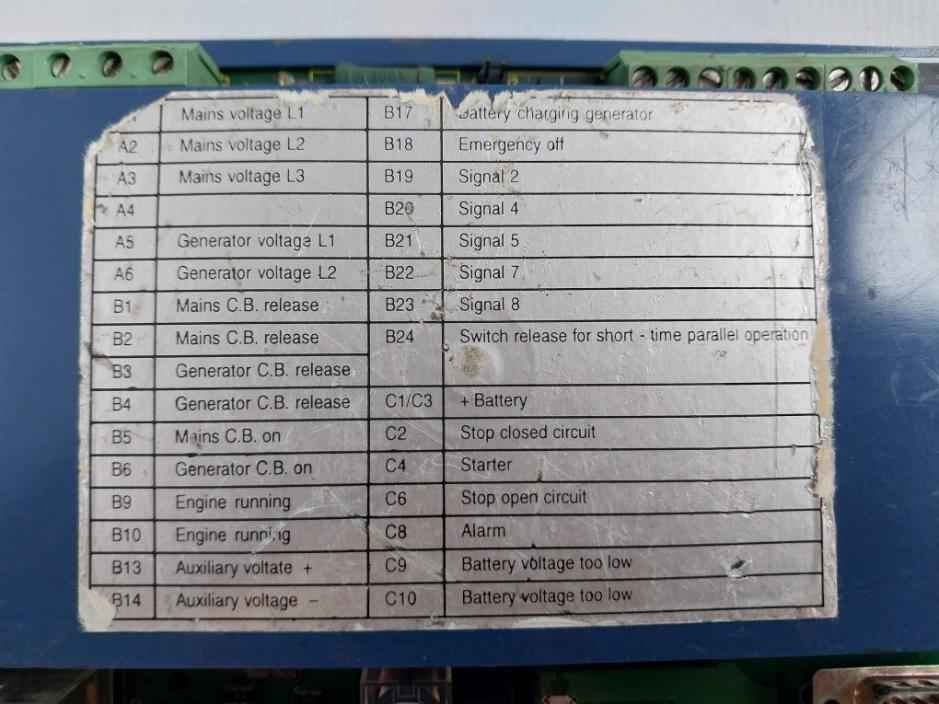 Mains voltage L1 B17 Battery charging generator
A2 Mains voltage L2 B18 Emergency off
A3 Mains voltage L3 B19 Signal 2
A4 B20 Signal 4
A5 Generator voltage L1 B21 Signal 5
A6 Generator voltage L2 B22 Signal 7
B1 Mains C.B. release B23 Signal 8
B2 Mains C.B. release B24 Switch release for short - time parallel operation
B3 Generator C.B. release
B4 Generator C.B. release C1/C3 + Battery
B5 Mains C.B. on C2 Stop closed circuit
B6 Generator C.B. on C4 Starter
B9 Engine running C6 Stop open circuit
B10 Engine running C8 Alarm
B13 Auxiliary voltate + C9 Battery voltage too low
B14 Auxiliary voltage − C10 Battery voltage too low